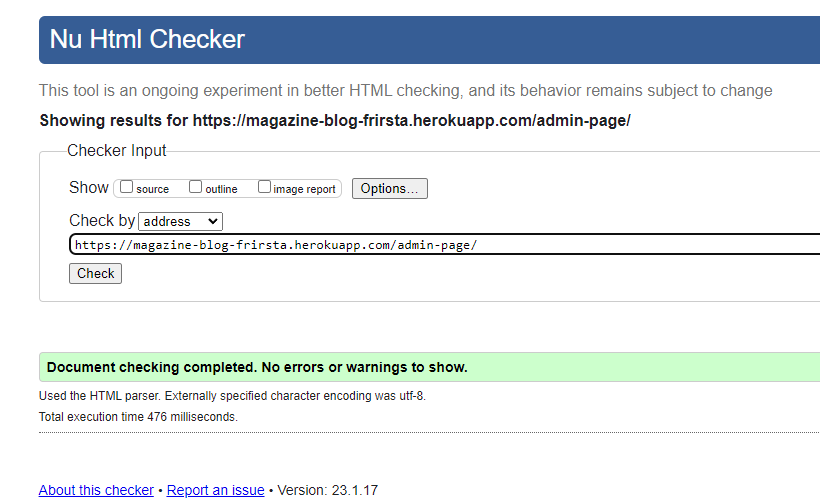 Nu Html Checker
This tool is an ongoing experiment in better HTML checking, and its behavior remains subject to change
Showing results for https://magazine-blog-frirsta.herokuapp.com/admin-page/
Checker Input
Show source outline image report Options...
Check by address
https://magazine-blog-frirsta.herokuapp.com/admin-page/
Check
Document checking completed. No errors or warnings to show.
Used the HTML parser. Externally specified character encoding was utf-8.
Total execution time 476 milliseconds.
About this checker • Report an issue • Version: 23.1.17